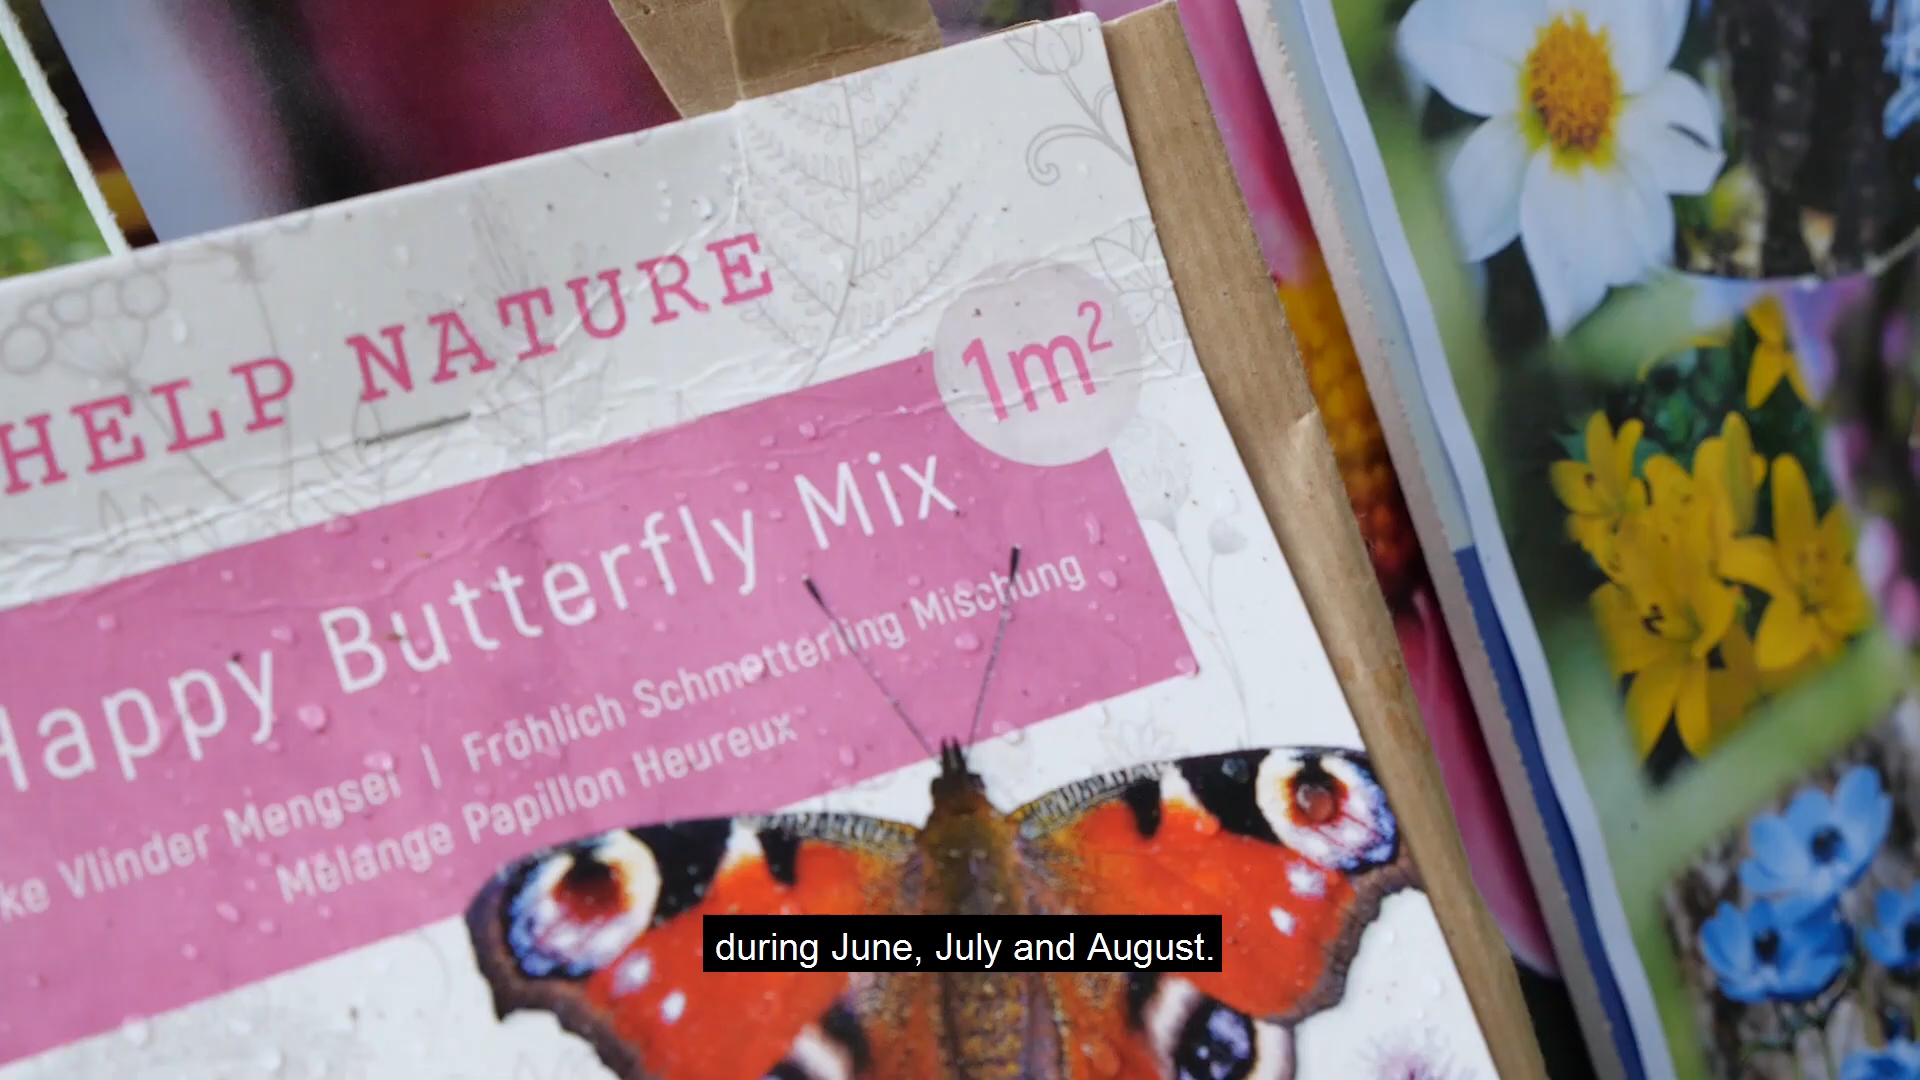 HELP NATURE
1m²
Happy Butterfly Mix
Vlinder Mengsel | Fröhlich Schmetterling Mischung
Mélange Papillon Heureux
during June, July and August.